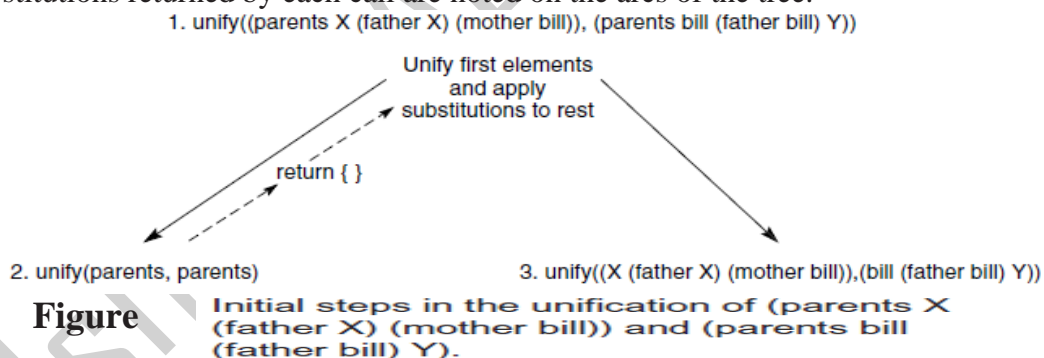 stitutions returned by each call are noted on the arcs of the tree.
1. unify((parents X (father X) (mother bill)), (parents bill (father bill) Y))
Unify first elements
and apply
substitutions to rest
return { }
2. unify(parents, parents)
3. unify((X (father X) (mother bill)),(bill (father bill) Y))
Figure
Initial steps in the unification of (parents X
(father X) (mother bill)) and (parents bill
(father bill) Y).